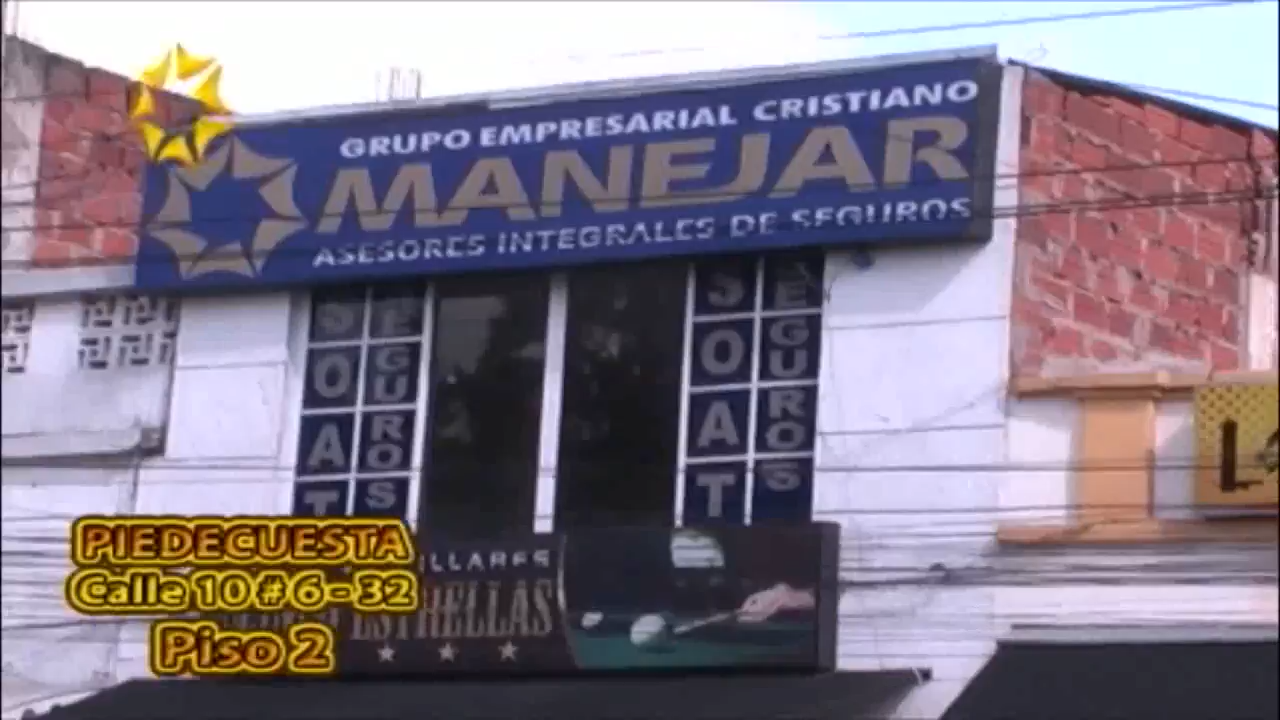 GRUPO EMPRESARIAL CRISTIANO
MANEJAR
ASESORES INTEGRALES DE SEGUROS
SOAT
SEGUROS
SOAT
SEGUROS
PIEDECUESTA
Calle 10 # 6 - 32
Piso 2
ESTRELLAS